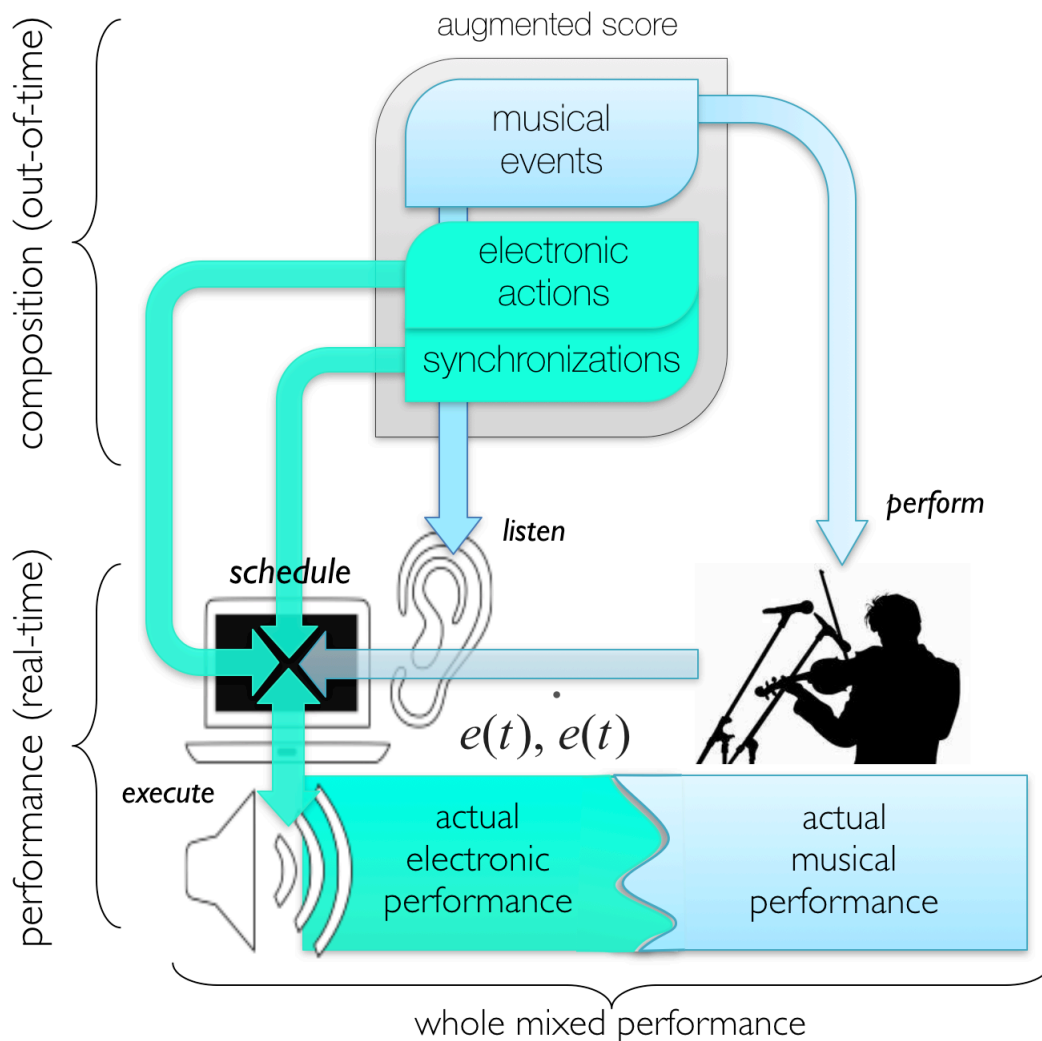 augmented score
musical
events
electronic
actions
synchronizations
composition (out-of-time)
perform
listen
schedule
performance (real-time)
e(t), ė(t)
execute
actual
electronic
performance
actual
musical
performance
whole mixed performance